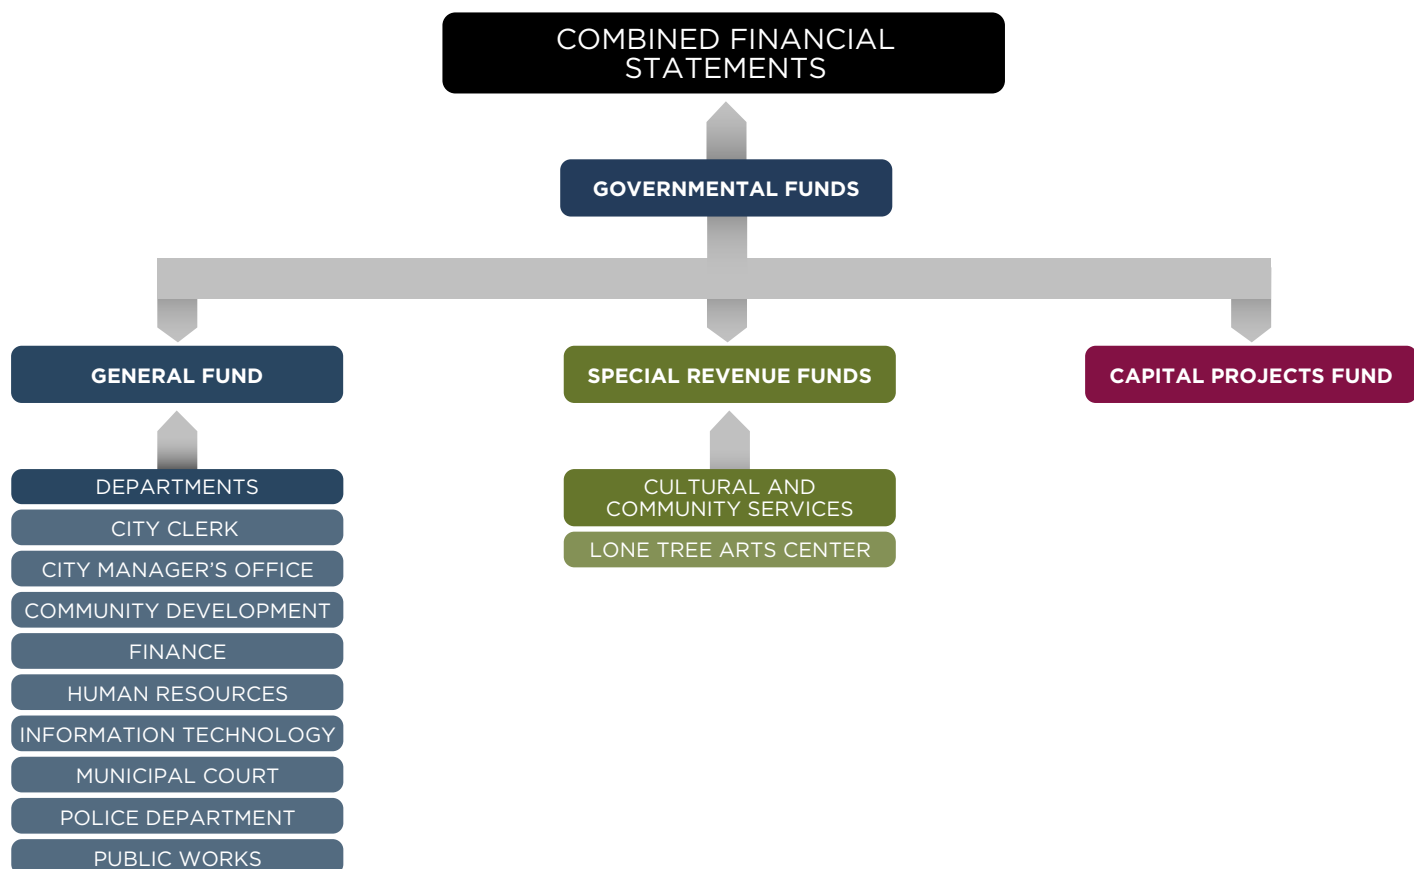 COMBINED FINANCIAL
STATEMENTS
GOVERNMENTAL FUNDS
GENERAL FUND
SPECIAL REVENUE FUNDS
CAPITAL PROJECTS FUND
DEPARTMENTS
CITY CLERK
CITY MANAGER'S OFFICE
COMMUNITY DEVELOPMENT
FINANCE
HUMAN RESOURCES
INFORMATION TECHNOLOGY
MUNICIPAL COURT
POLICE DEPARTMENT
PUBLIC WORKS
CULTURAL AND
COMMUNITY SERVICES
LONE TREE ARTS CENTER